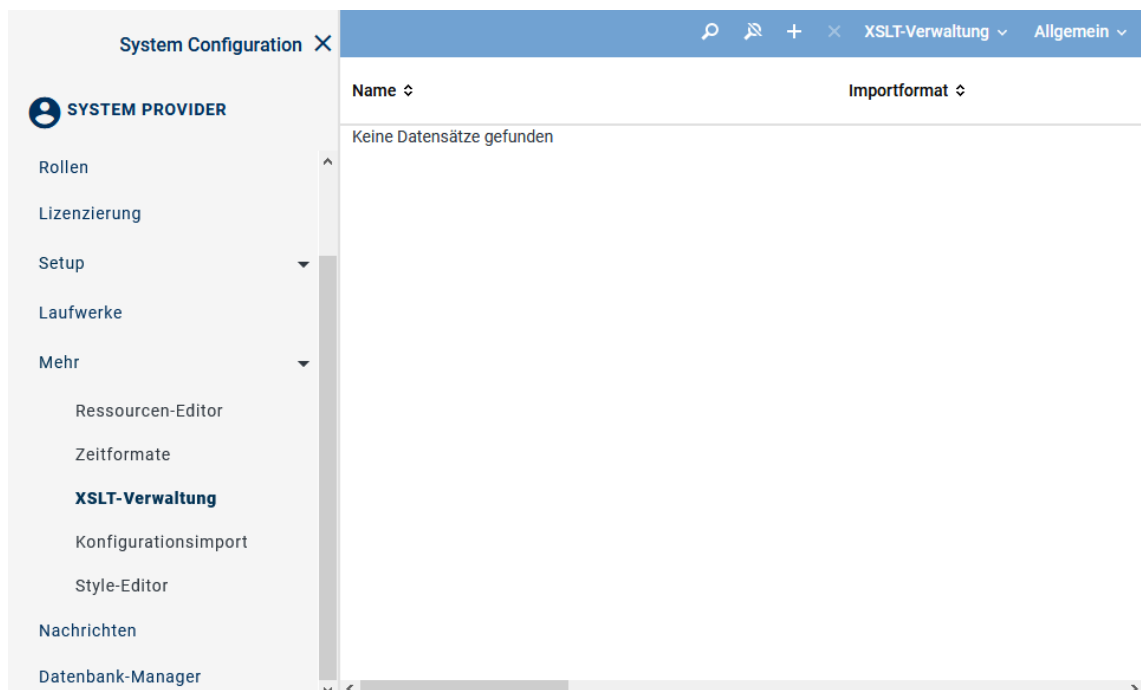 System Configuration
XSLT-Verwaltung Allgemein
SYSTEM PROVIDER
Name Importformat
Keine Datensätze gefunden
Rollen
Lizenzierung
Setup
Laufwerke
Mehr
Ressourcen-Editor
Zeitformate
XSLT-Verwaltung
Konfigurationsimport
Style-Editor
Nachrichten
Datenbank-Manager